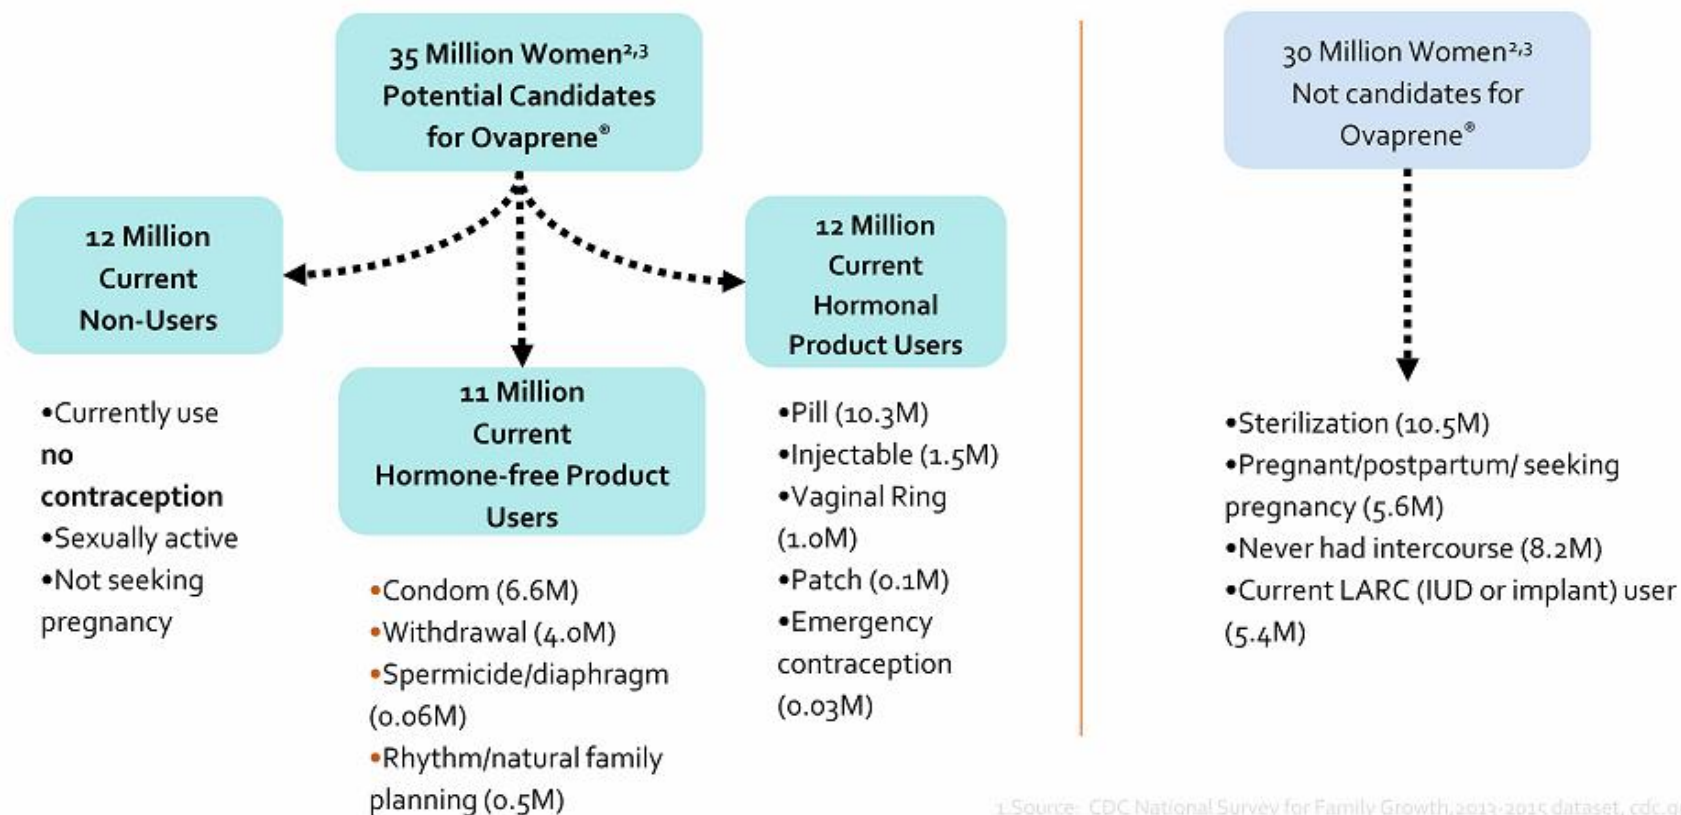 35 Million Women²,³
Potential Candidates
for Ovaprene®
12 Million
Current
Non-Users
•Currently use
no
contraception
•Sexually active
•Not seeking
pregnancy
11 Million
Current
Hormone-free Product
Users
•Condom (6.6M)
•Withdrawal (4.0M)
•Spermicide/diaphragm
(0.06M)
•Rhythm/natural family
planning (0.5M)
12 Million
Current
Hormonal
Product Users
•Pill (10.3M)
•Injectable (1.5M)
•Vaginal Ring
(1.0M)
•Patch (0.1M)
•Emergency
contraception
(0.03M)
30 Million Women²,³
Not candidates for
Ovaprene®
•Sterilization (10.5M)
•Pregnant/postpartum/ seeking
pregnancy (5.6M)
•Never had intercourse (8.2M)
•Current LARC (IUD or implant) user
(5.4M)
1.Source: CDC National Survey for Family Growth,2013-2015 dataset, cdc.g